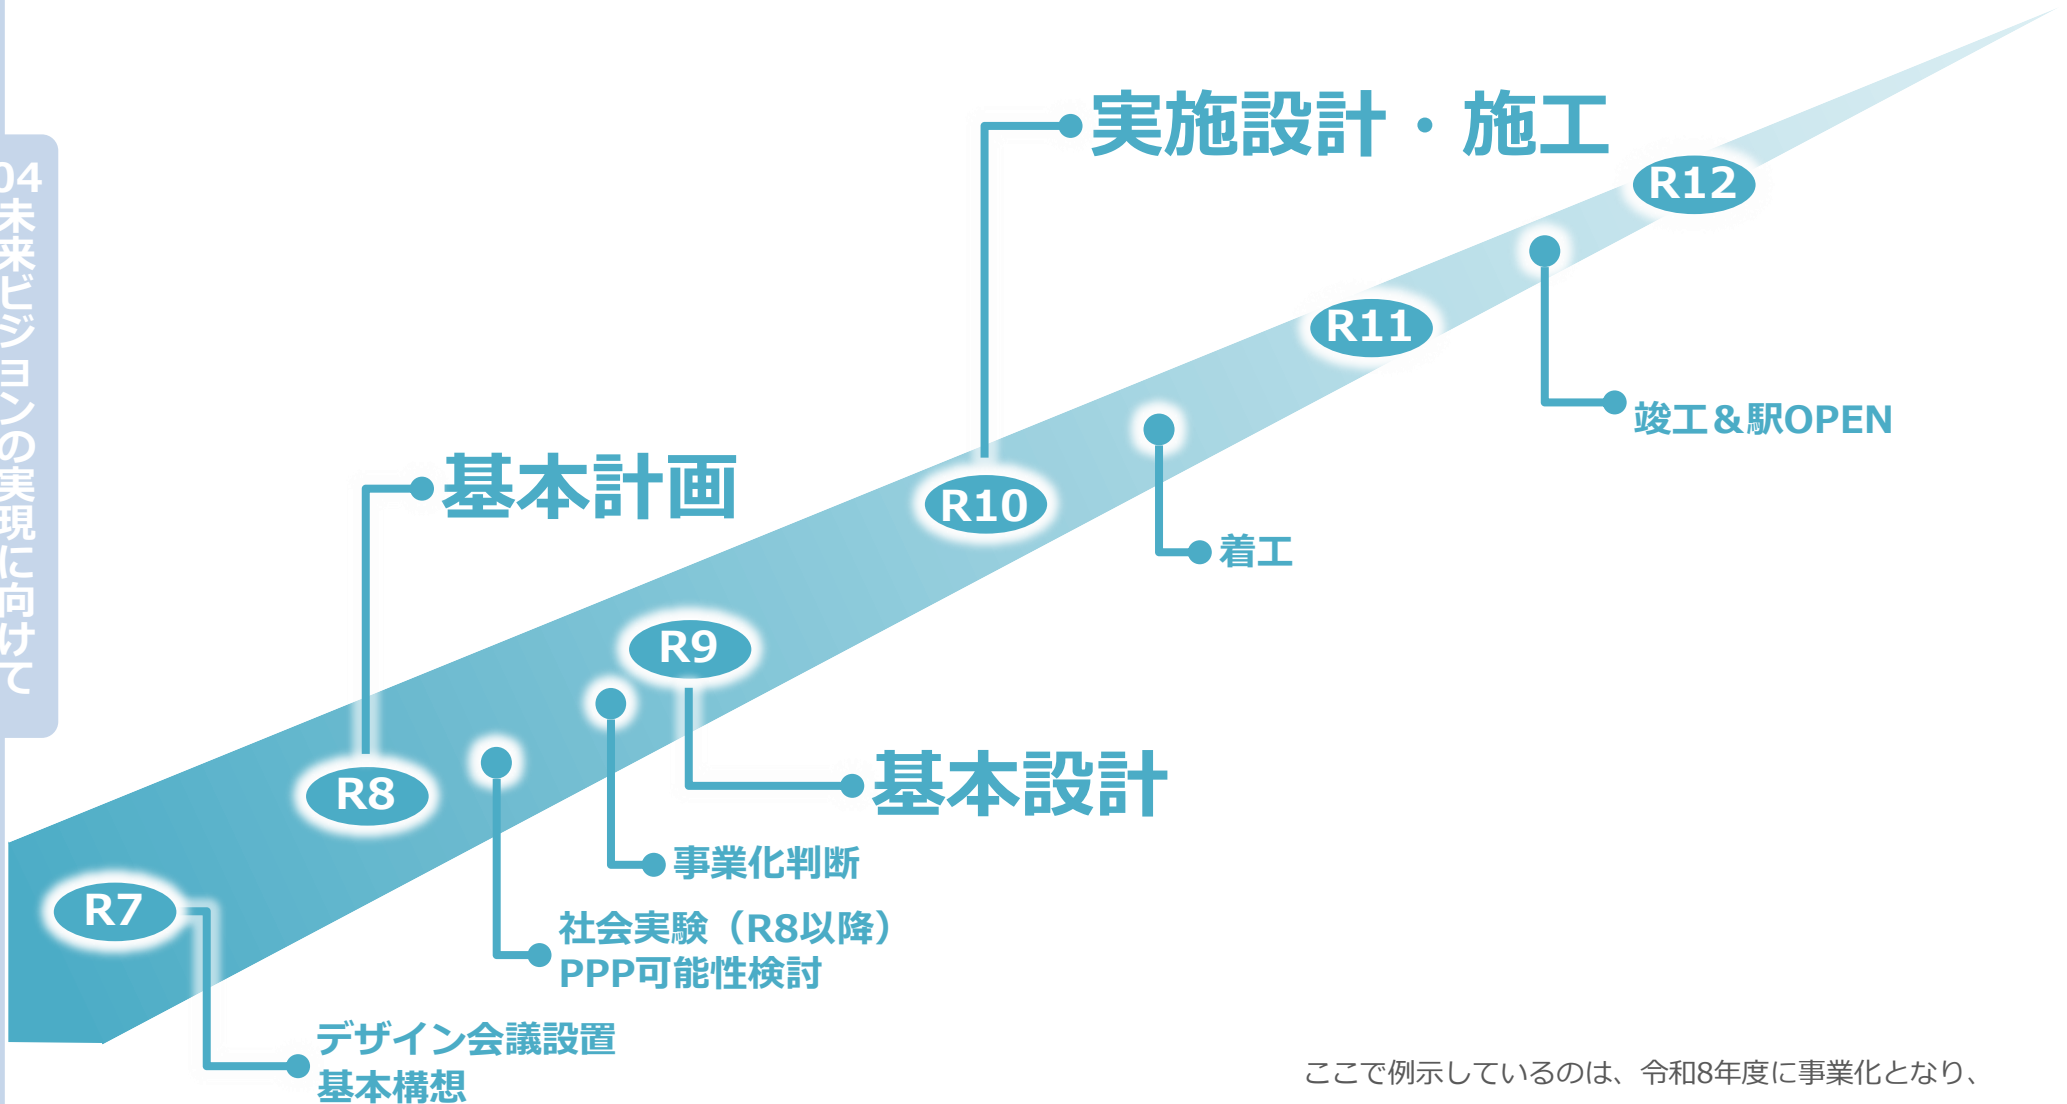 04未来ビジョンの実現に向けて
実施設計・施工
R12
R11
竣工＆駅OPEN
基本計画
R10
着工
R9
基本設計
R8
事業化判断
R7
社会実験（R8以降）
PPP可能性検討
デザイン会議設置
基本構想
ここで例示しているのは、令和8年度に事業化となり、